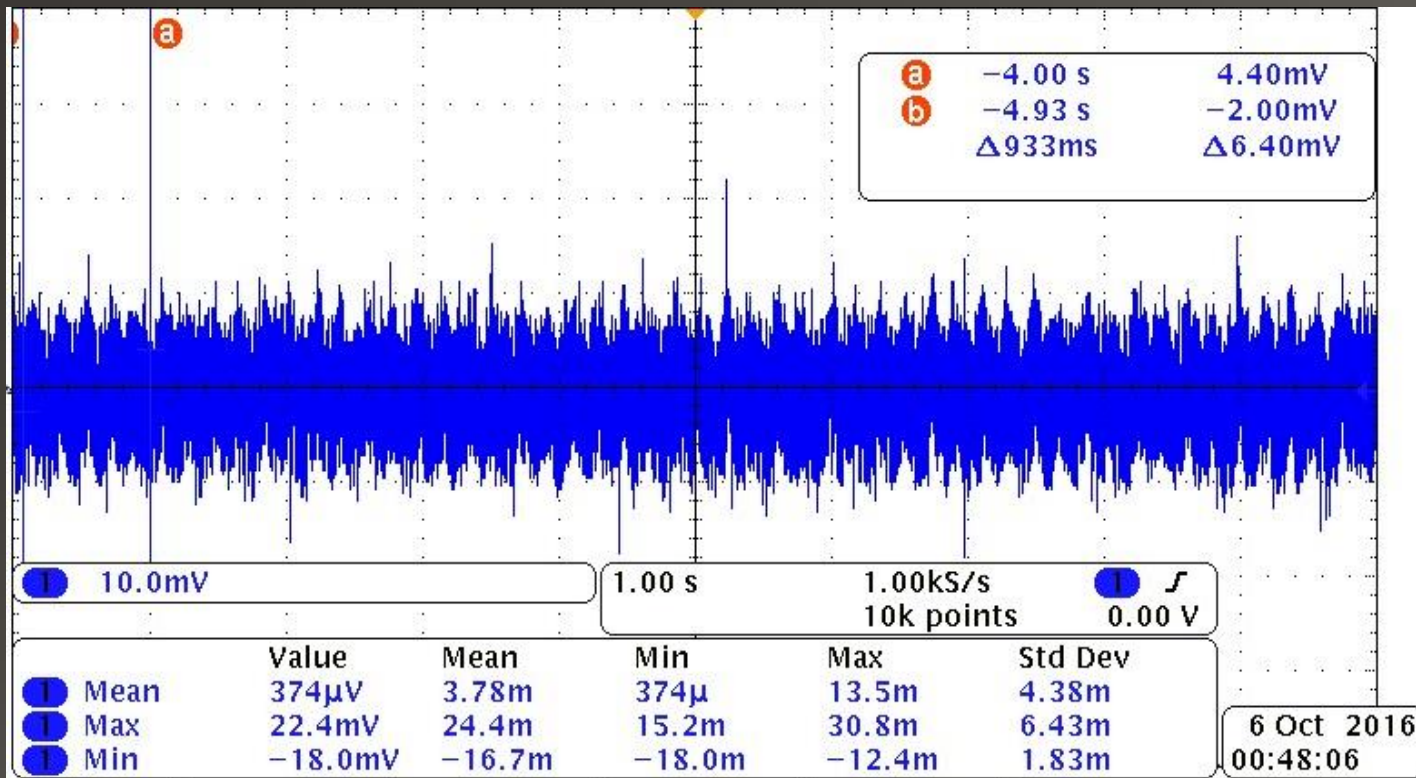 a
a −4.00 s 4.40mV
b −4.93 s −2.00mV
Δ933ms Δ6.40mV
1 10.0mV
1.00 s 1.00kS/s 1
10k points 0.00 V
Value Mean Min Max Std Dev
1 Mean 374µV 3.78m 374µ 13.5m 4.38m
1 Max 22.4mV 24.4m 15.2m 30.8m 6.43m
1 Min −18.0mV −16.7m −18.0m −12.4m 1.83m
6 Oct 2016
00:48:06